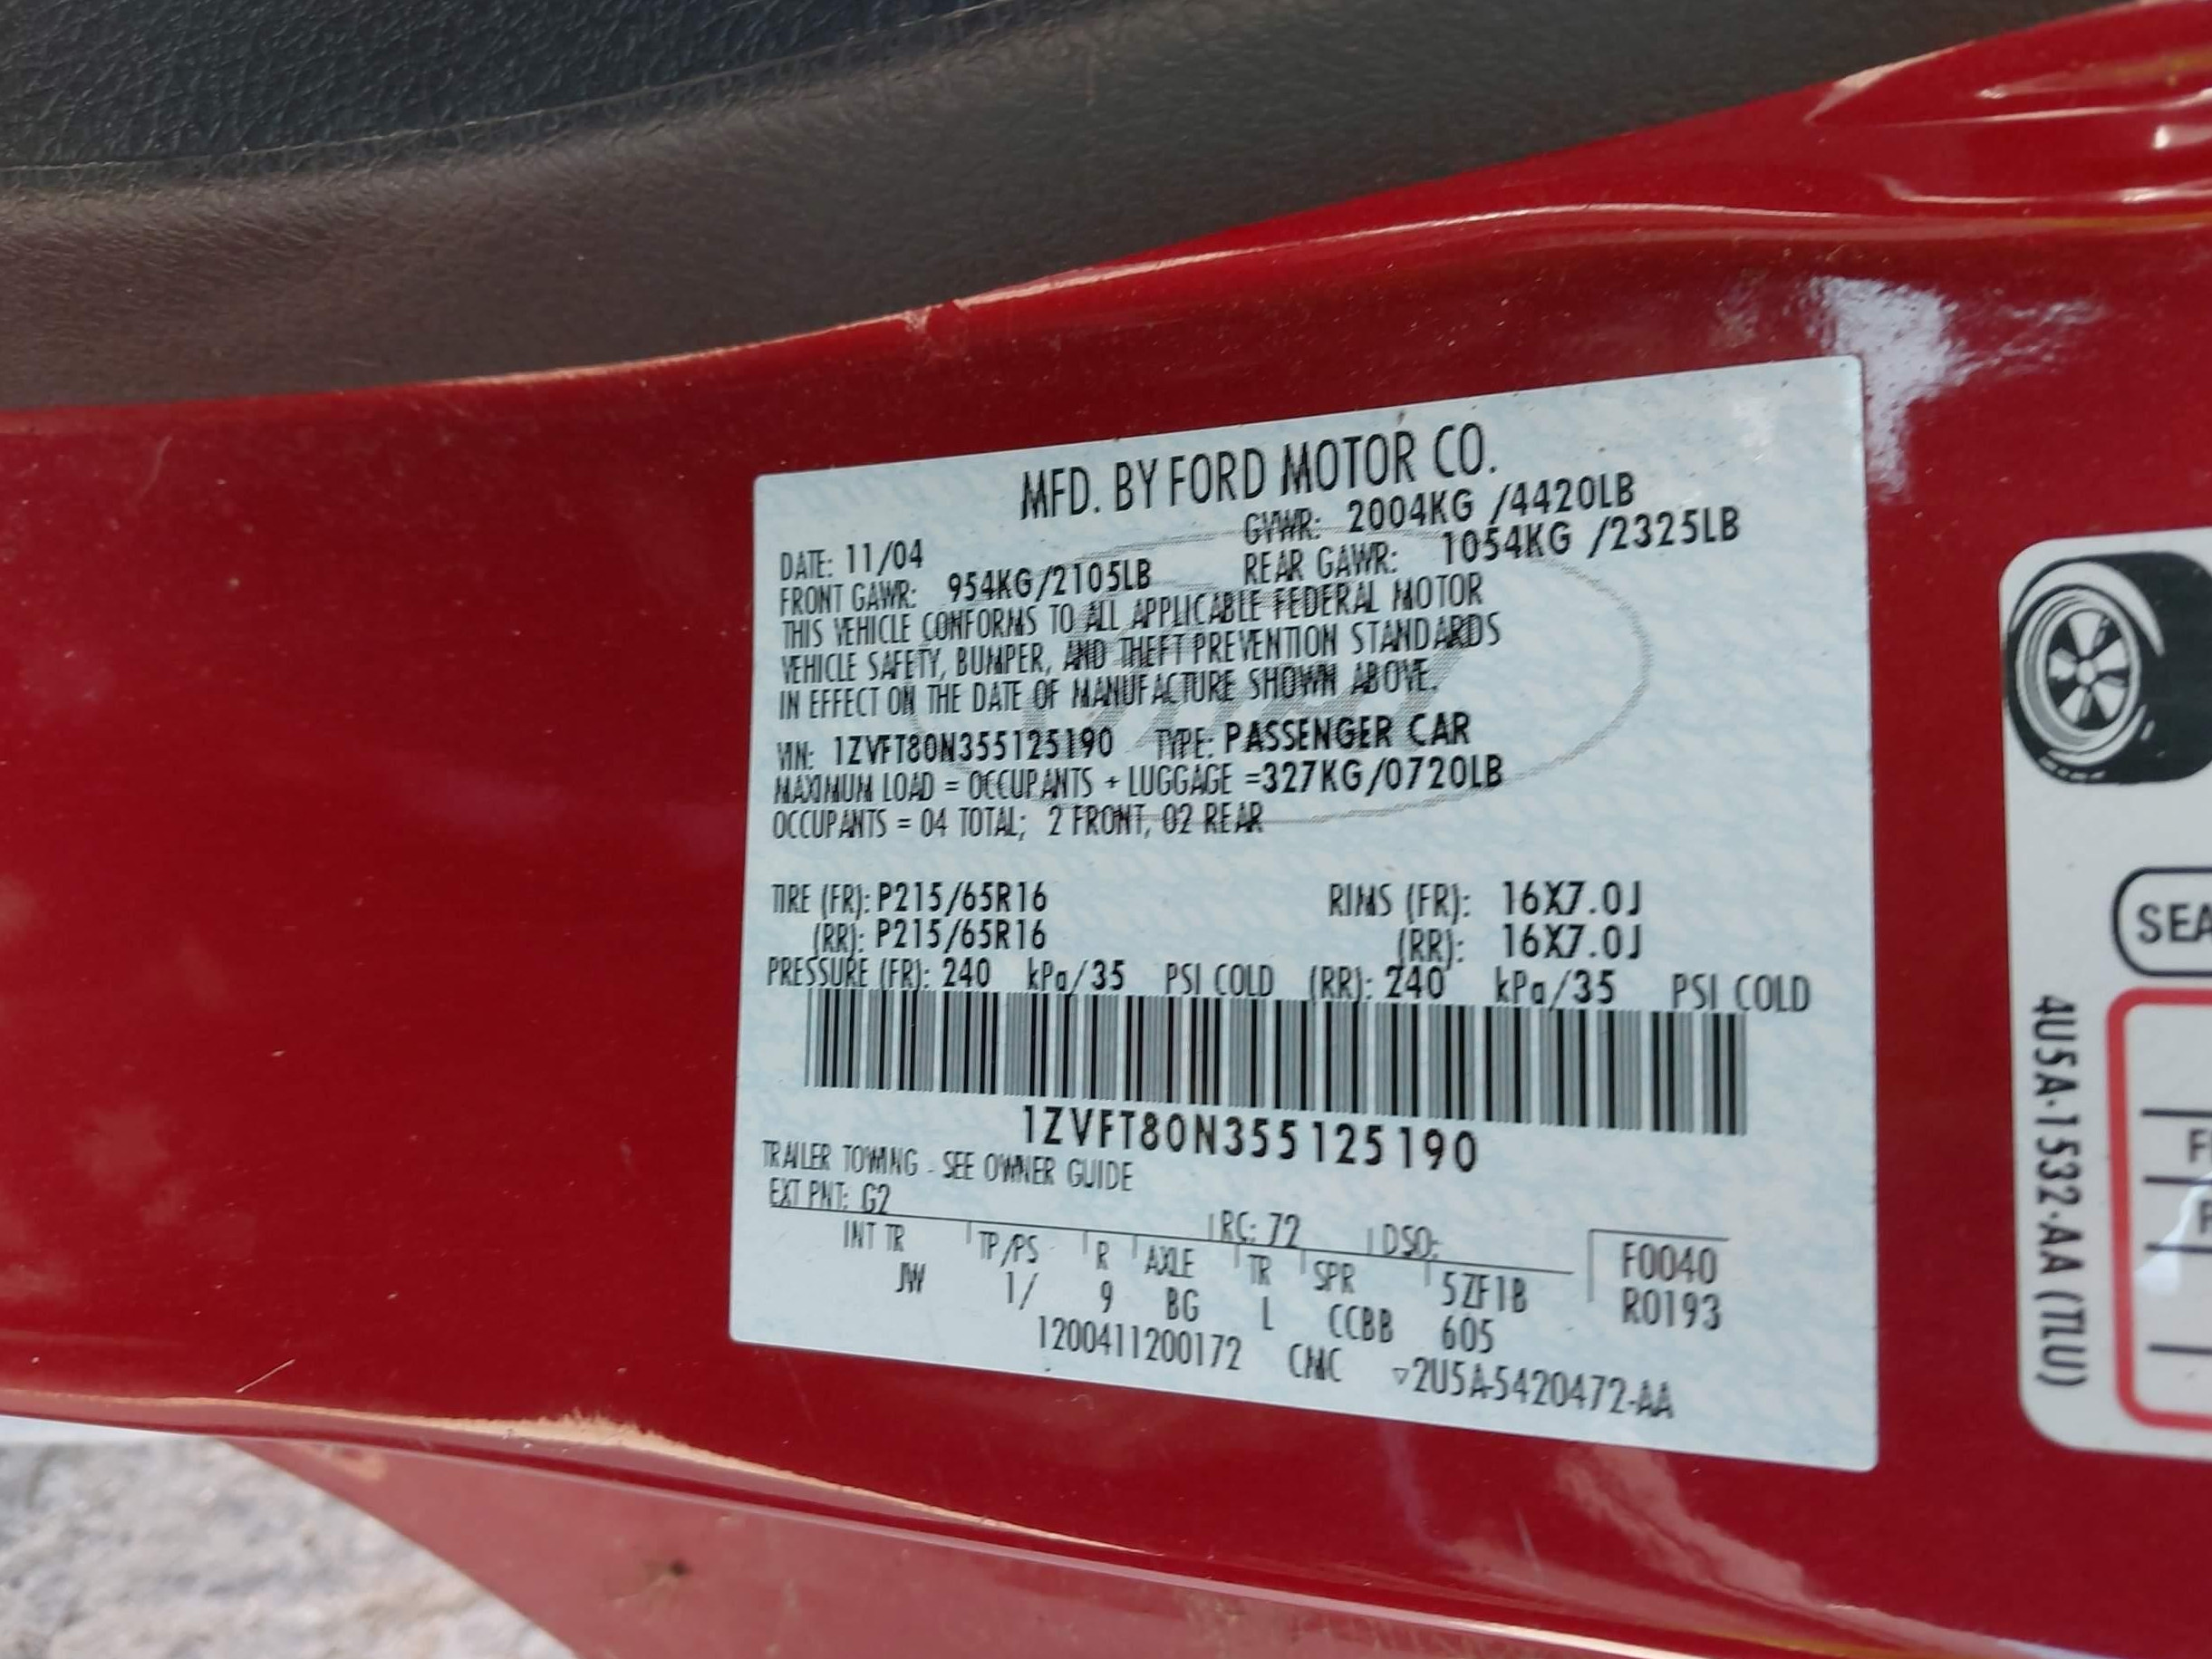 MFD. BY FORD MOTOR CO.
DATE: 11/04 GVWR: 2004KG /4420LB
FRONT GAWR: 954KG/2105LB REAR GAWR: 1054KG /2325LB
THIS VEHICLE CONFORMS TO ALL APPLICABLE FEDERAL MOTOR
VEHICLE SAFETY, BUMPER, AND THEFT PREVENTION STANDARDS
IN EFFECT ON THE DATE OF MANUFACTURE SHOWN ABOVE.
VIN: 1ZVFT80N355125190 TYPE: PASSENGER CAR
MAXIMUM LOAD = OCCUPANTS + LUGGAGE =327KG/0720LB
OCCUPANTS = 04 TOTAL; 2 FRONT, 02 REAR
TIRE (FR): P215/65R16 RIMS (FR): 16X7.0J
(RR): P215/65R16 (RR): 16X7.0J
PRESSURE (FR): 240 kPa/35 PSI COLD (RR): 240 kPa/35 PSI COLD
1ZVFT80N355125190
TRAILER TOWING - SEE OWNER GUIDE
EXT PNT: G2 RC: 72 DSO: F0040
INT TR TP/PS R AXLE TR SPR 5ZF1B R0193
JW 1/ 9 BG L CCBB 605
1200411200172 CMC ▽2U5A-5420472-AA
4U5A-1532-AA (TLU)
SEA